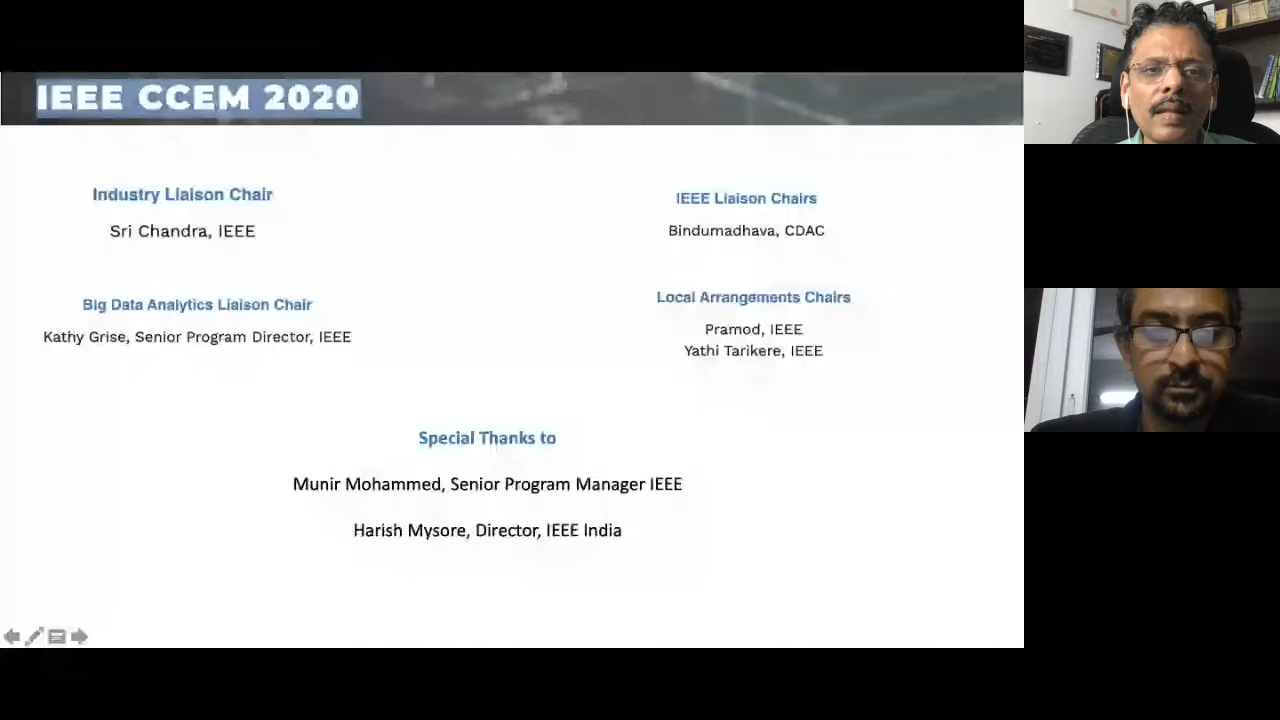 IEEE CCEM 2020
Industry Liaison Chair
Sri Chandra, IEEE
IEEE Liaison Chairs
Bindumadhava, CDAC
Big Data Analytics Liaison Chair
Kathy Grise, Senior Program Director, IEEE
Local Arrangements Chairs
Pramod, IEEE
Yathi Tarikere, IEEE
Special Thanks to
Munir Mohammed, Senior Program Manager IEEE
Harish Mysore, Director, IEEE India